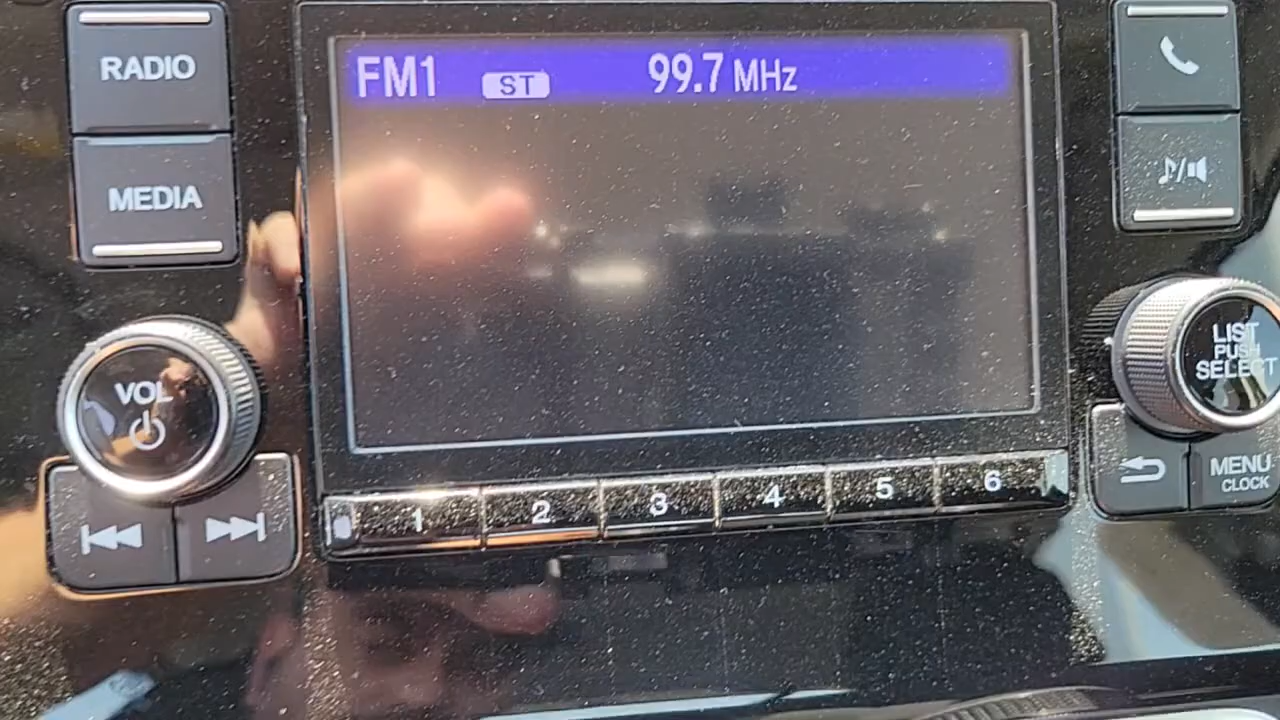 RADIO
MEDIA
FM1 ST 99.7 MHz
VOL
1 2 3 4 5 6
LIST
PUSH
SELECT
MENU
CLOCK